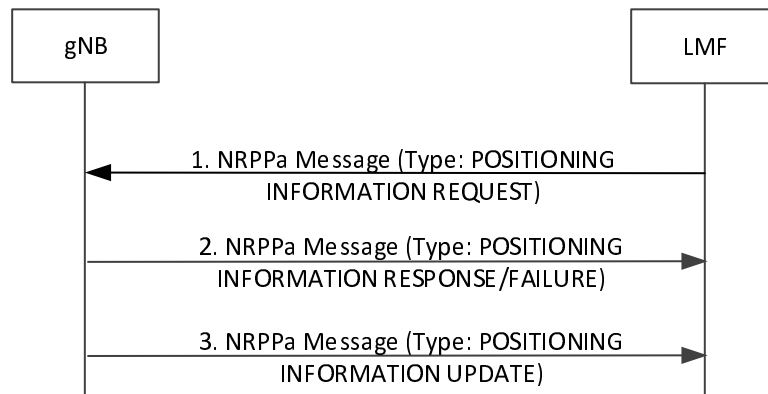 gNB
LMF
1. NRPPa Message (Type: POSITIONING
INFORMATION REQUEST)
2. NRPPa Message (Type: POSITIONING
INFORMATION RESPONSE/FAILURE)
3. NRPPa Message (Type: POSITIONING
INFORMATION UPDATE)